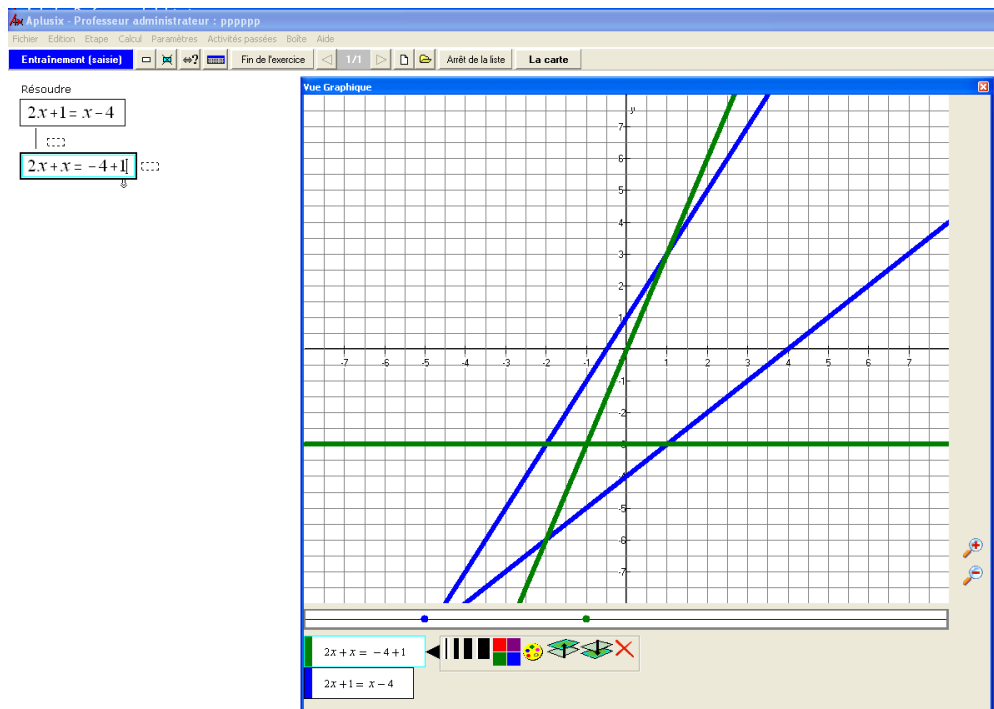 Aplusix - Professeur administrateur : pppppp
Fichier Edition Etape Calcul Paramètres Activités passées Boîte Aide
Entraînement (saisie) ⇔? Fin de l'exercice 1/1 Arrêt de la liste La carte
Résoudre
2x+1 = x-4
2x+x = -4+1
Vue Graphique
y
7
6
5
4
3
2
1
-7 -6 -5 -4 -3 -2 -1 1 2 3 4 5 6 7
-1
-2
-5
-6
-7
2x+x = -4+1
2x+1 = x-4